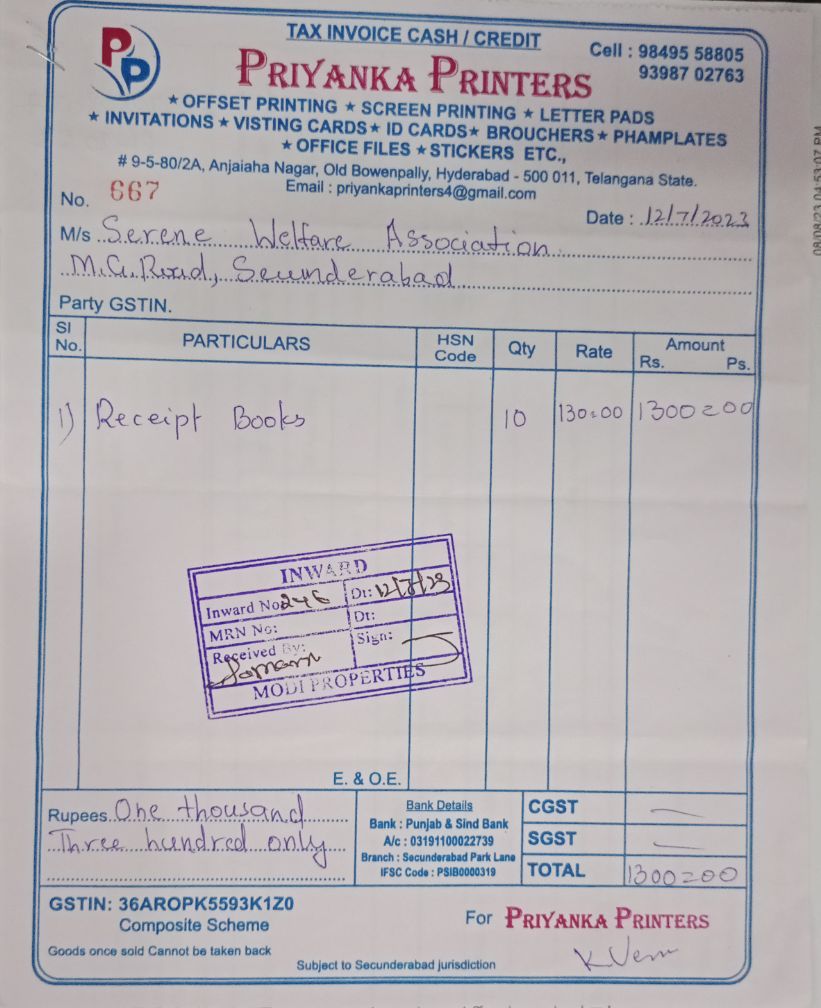 TAX INVOICE CASH / CREDIT
Cell : 98495 58805
93987 02763
PP
PRIYANKA PRINTERS
★ OFFSET PRINTING ★ SCREEN PRINTING ★ LETTER PADS
★ INVITATIONS ★ VISTING CARDS ★ ID CARDS ★ BROUCHERS ★ PHAMPLATES
★ OFFICE FILES ★ STICKERS ETC.,
# 9-5-80/2A, Anjaiaha Nagar, Old Bowenpally, Hyderabad - 500 011, Telangana State.
Email : priyankaprinters4@gmail.com
No. 667
Date : 12/7/2023
M/s Serene Welfare Association
M.G. Road, Secunderabad
Party GSTIN.
Sl No. PARTICULARS HSN Code Qty Rate Amount Rs. Ps.
1) Receipt Books 10 130=00 1300=00
INWARD
Inward No: 246 Dt: 12/7/23
MRN No: Dt:
Received By: Sign:
MODI PROPERTIES
E. & O.E.
Rupees One thousand
Three hundred only
Bank Details
Bank : Punjab & Sind Bank
A/c : 03191100022739
Branch : Secunderabad Park Lane
IFSC Code : PSIB0000319
CGST —
SGST —
TOTAL 1300=00
GSTIN: 36AROPK5593K1Z0
Composite Scheme
Goods once sold Cannot be taken back
For PRIYANKA PRINTERS
Subject to Secunderabad jurisdiction
08/08/23 04:53:07 PM